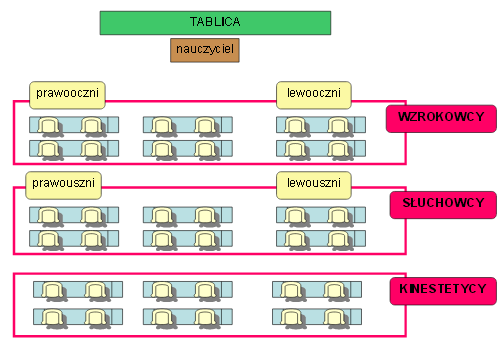 TABLICA
nauczyciel
prawooczni
lewooczni
WZROKOWCY
prawouszni
lewouszni
SŁUCHOWCY
KINESTETYCY